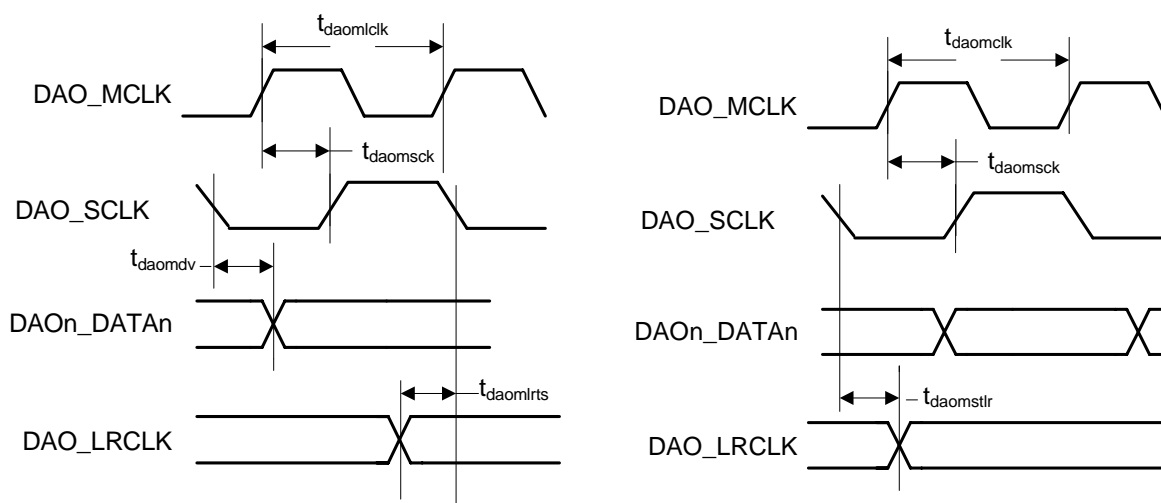 t_daomlclk
DAO_MCLK
t_daomsck
DAO_SCLK
t_daomdv
DAOn_DATAn
t_daomlrts
DAO_LRCLK
t_daomclk
DAO_MCLK
t_daomsck
DAO_SCLK
DAOn_DATAn
t_daomstlr
DAO_LRCLK